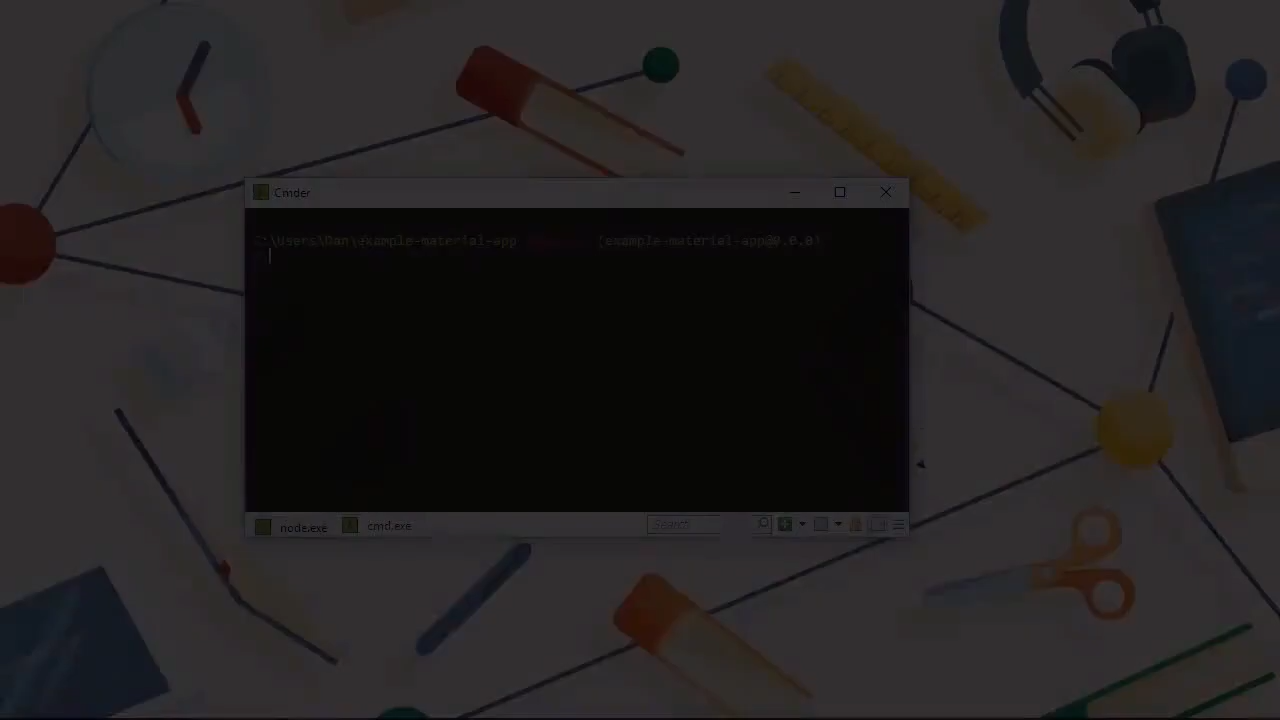 Cmder
C:\Users\Dan\example-material-app (example-material-app@0.0.0)
node.exe
cmd.exe
Search